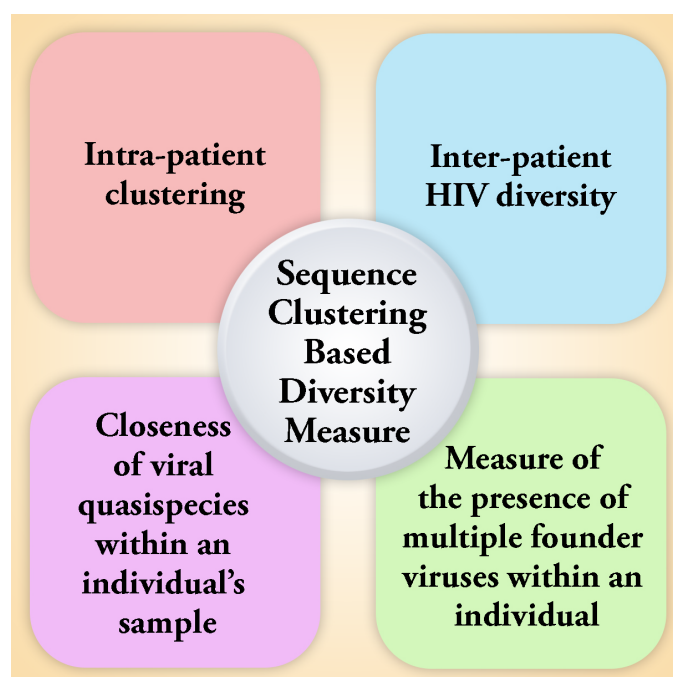 Intra-patient
clustering
Inter-patient
HIV diversity
Sequence
Clustering
Based
Diversity
Measure
Closeness
of viral
quasispecies
within an
individual’s
sample
Measure of
the presence of
multiple founder
viruses within an
individual